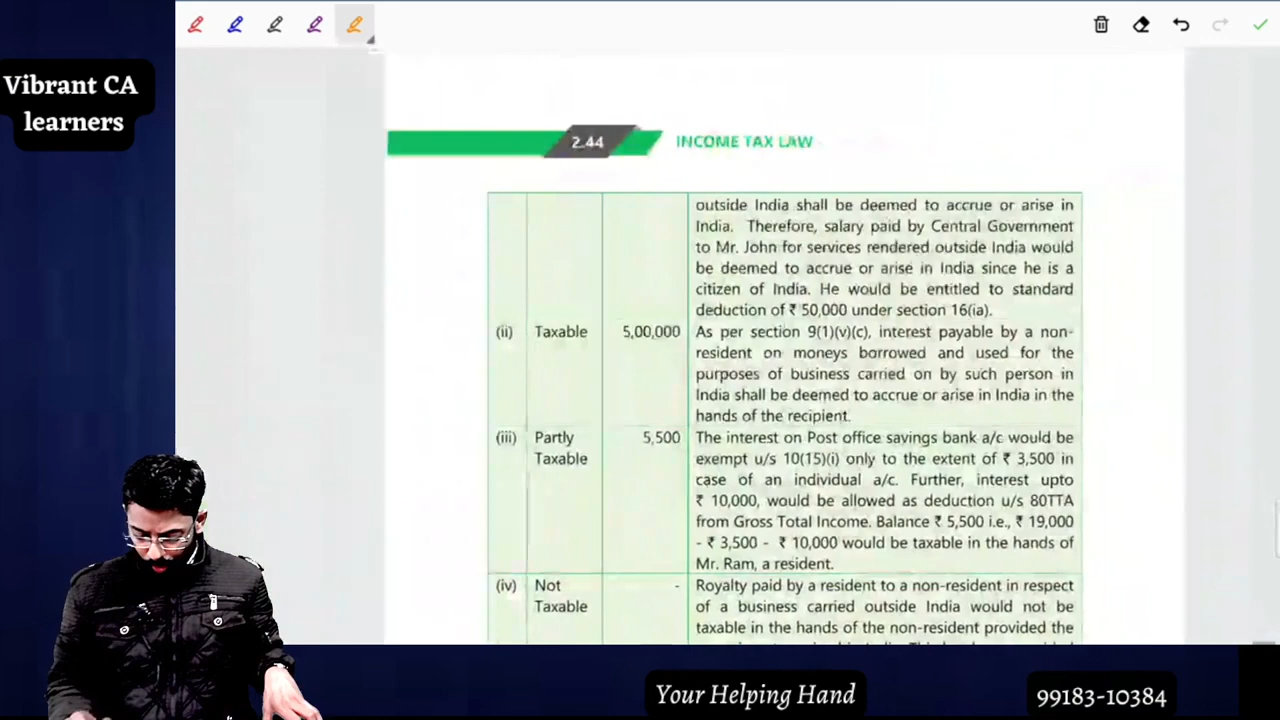 Vibrant CA
learners
2.44 INCOME TAX LAW
outside India shall be deemed to accrue or arise in
India. Therefore, salary paid by Central Government
to Mr. John for services rendered outside India would
be deemed to accrue or arise in India since he is a
citizen of India. He would be entitled to standard
deduction of ₹ 50,000 under section 16(ia).
(ii) Taxable 5,00,000 As per section 9(1)(v)(c), interest payable by a non-
resident on moneys borrowed and used for the
purposes of business carried on by such person in
India shall be deemed to accrue or arise in India in the
hands of the recipient.
(iii) Partly 5,500 The interest on Post office savings bank a/c would be
Taxable exempt u/s 10(15)(i) only to the extent of ₹ 3,500 in
case of an individual a/c. Further, interest upto
₹ 10,000, would be allowed as deduction u/s 80TTA
from Gross Total Income. Balance ₹ 5,500 i.e., ₹ 19,000
- ₹ 3,500 - ₹ 10,000 would be taxable in the hands of
Mr. Ram, a resident.
(iv) Not - Royalty paid by a resident to a non-resident in respect
Taxable of a business carried outside India would not be
taxable in the hands of the non-resident provided the
Your Helping Hand
99183-10384